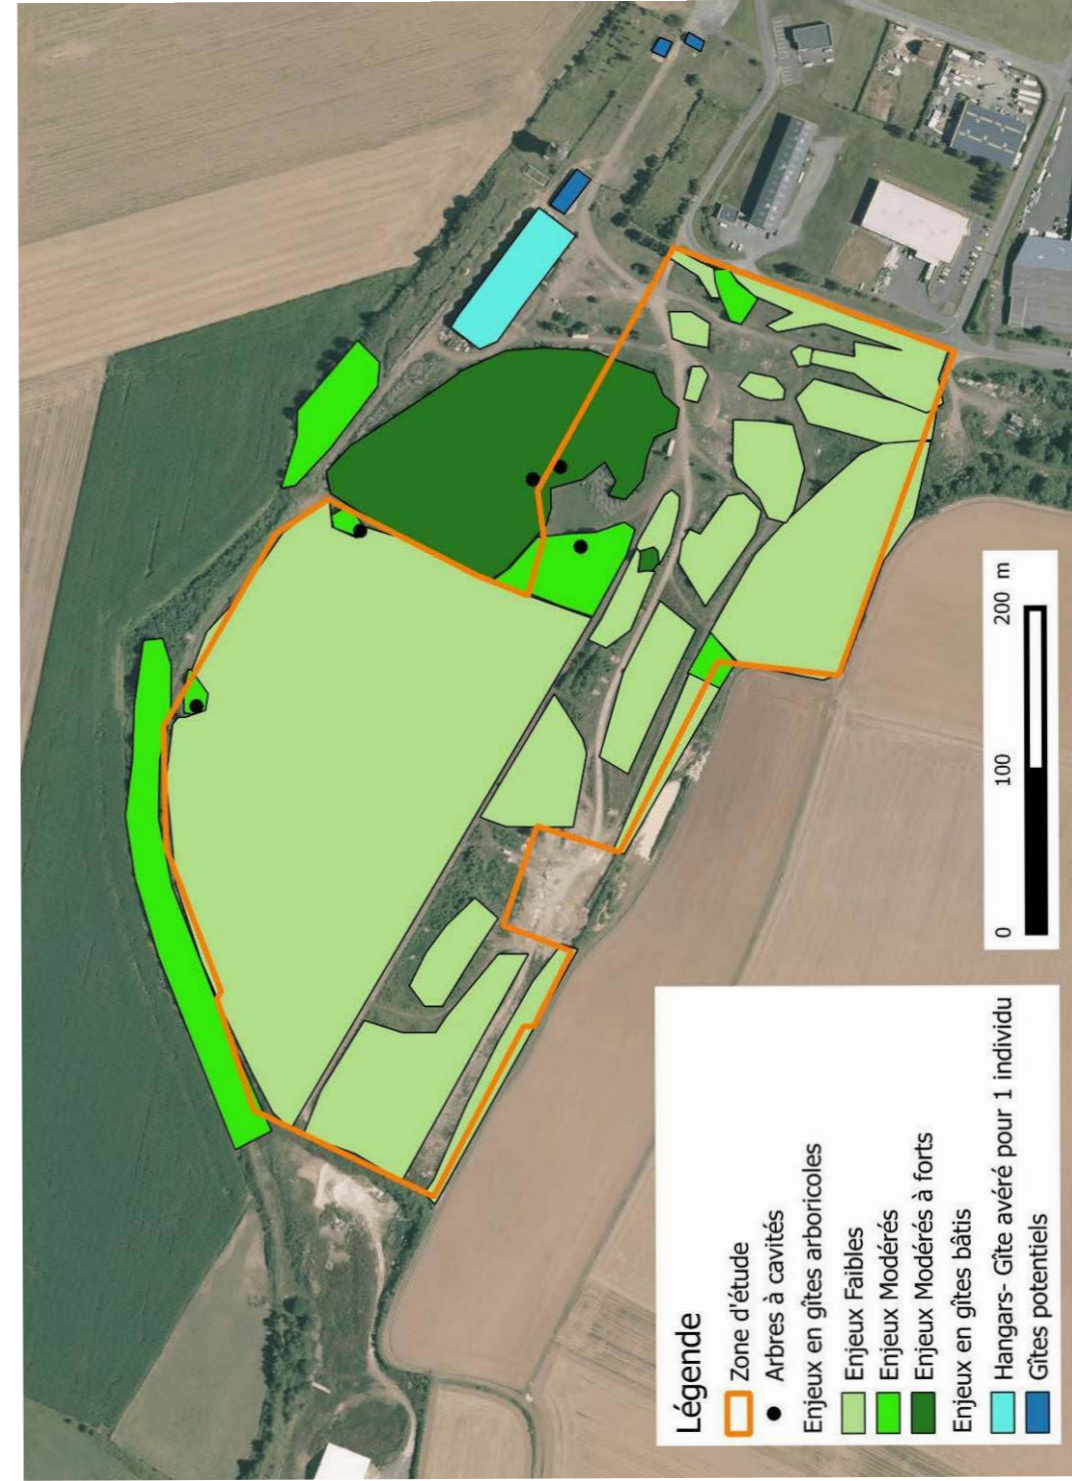 Légende
Zone d'étude
Arbres à cavités
Enjeux en gîtes arboricoles
Enjeux Faibles
Enjeux Modérés
Enjeux Modérés à forts
Enjeux en gîtes bâtis
Hangars- Gîte avéré pour 1 individu
Gîtes potentiels
0 100 200 m